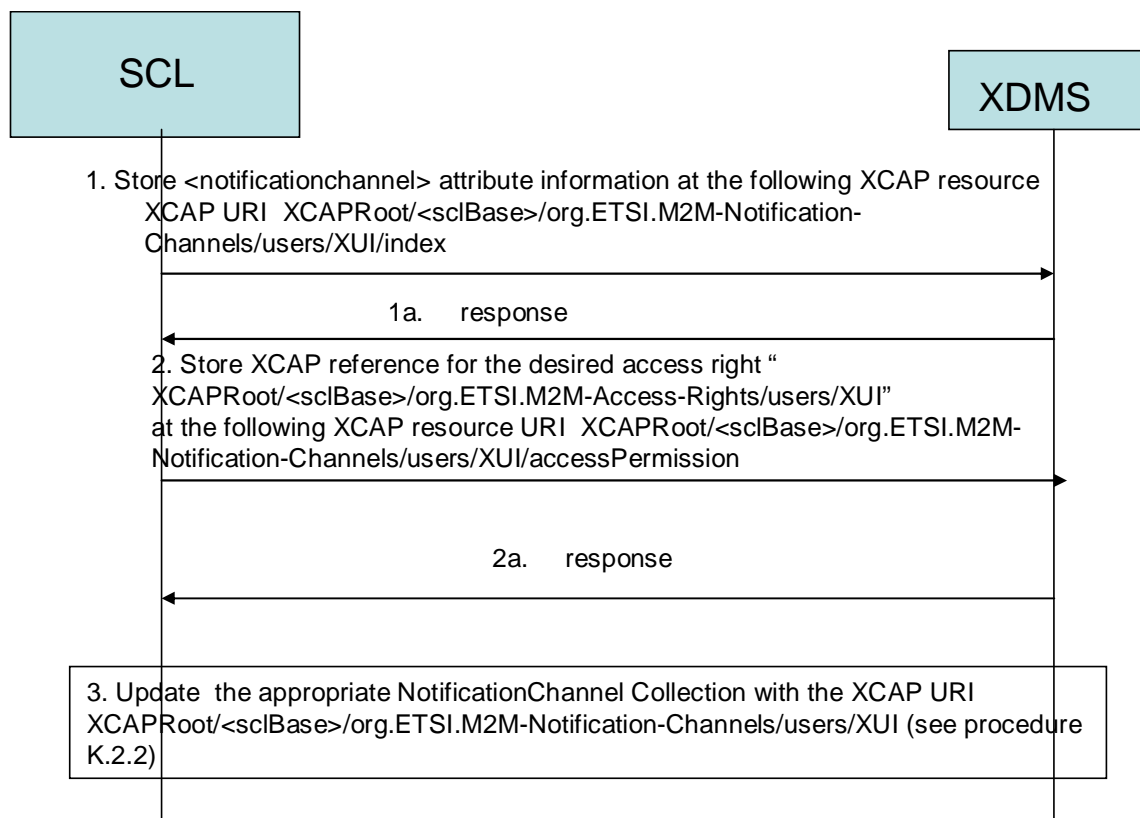 SCL
XDMS
1. Store <notificationchannel> attribute information at the following XCAP resource
XCAP URI  XCAPRoot/<sclBase>/org.ETSI.M2M-Notification-
Channels/users/XUI/index
1a.    response
2. Store XCAP reference for the desired access right “
XCAPRoot/<sclBase>/org.ETSI.M2M-Access-Rights/users/XUI”
at the following XCAP resource URI  XCAPRoot/<sclBase>/org.ETSI.M2M-
Notification-Channels/users/XUI/accessPermission
2a.    response
3. Update  the appropriate NotificationChannel Collection with the XCAP URI
XCAPRoot/<sclBase>/org.ETSI.M2M-Notification-Channels/users/XUI (see procedure
K.2.2)